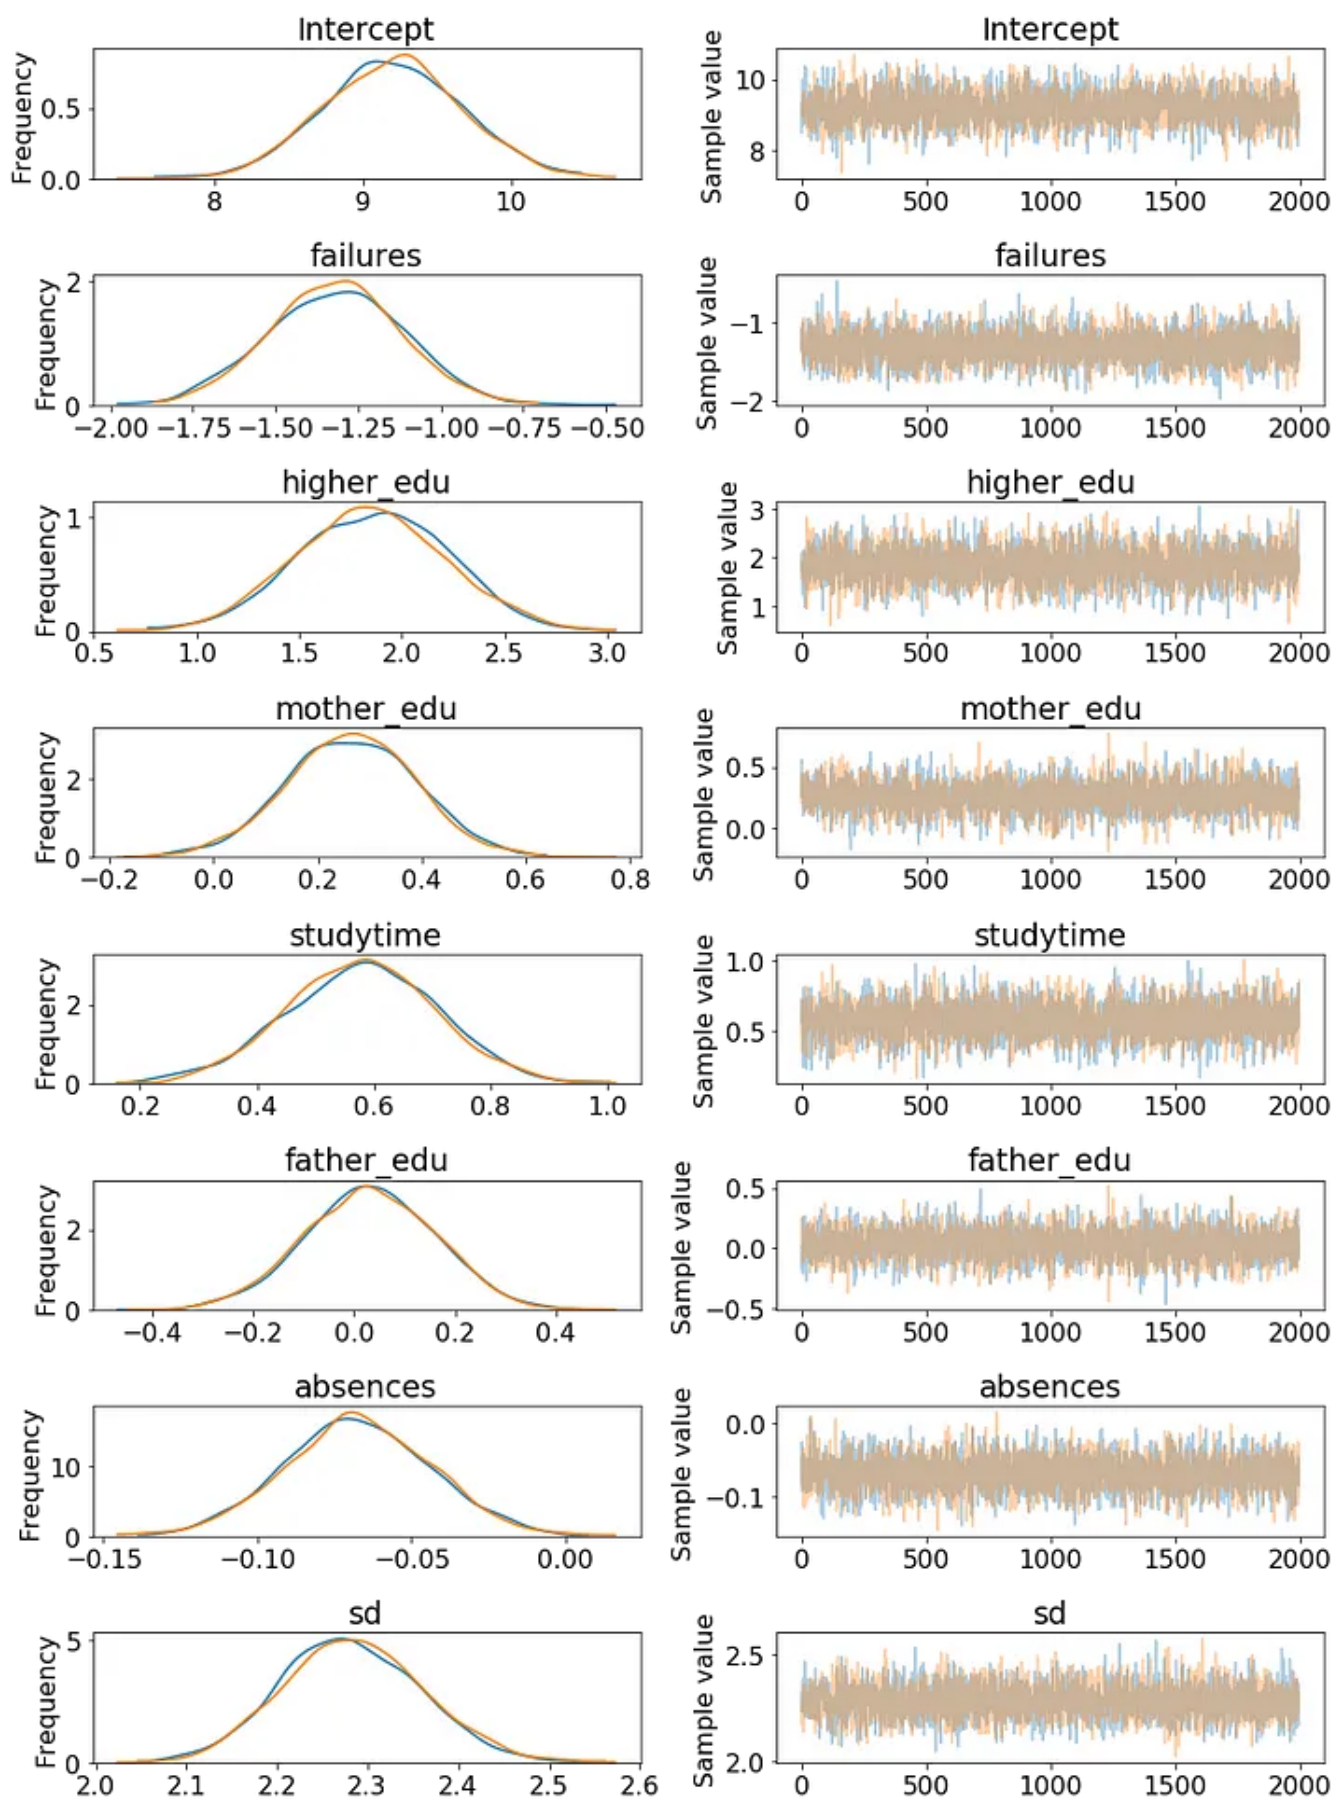 Intercept Intercept
Frequency 0.5 0.0 Sample value 10 8
8 9 10 0 500 1000 1500 2000
failures failures
Frequency 2 0 Sample value −1 −2
−2.00 −1.75 −1.50 −1.25 −1.00 −0.75 −0.50 0 500 1000 1500 2000
higher_edu higher_edu
Frequency 1 0 Sample value 3 2 1
0.5 1.0 1.5 2.0 2.5 3.0 0 500 1000 1500 2000
mother_edu mother_edu
Frequency 2 0 Sample value 0.5 0.0
−0.2 0.0 0.2 0.4 0.6 0.8 0 500 1000 1500 2000
studytime studytime
Frequency 2 0 Sample value 1.0 0.5
0.2 0.4 0.6 0.8 1.0 0 500 1000 1500 2000
father_edu father_edu
Frequency 2 0 Sample value 0.5 0.0 −0.5
−0.4 −0.2 0.0 0.2 0.4 0 500 1000 1500 2000
absences absences
Frequency 10 0 Sample value 0.0 −0.1
−0.15 −0.10 −0.05 0.00 0 500 1000 1500 2000
sd sd
Frequency 5 0 Sample value 2.5 2.0
2.0 2.1 2.2 2.3 2.4 2.5 2.6 0 500 1000 1500 2000